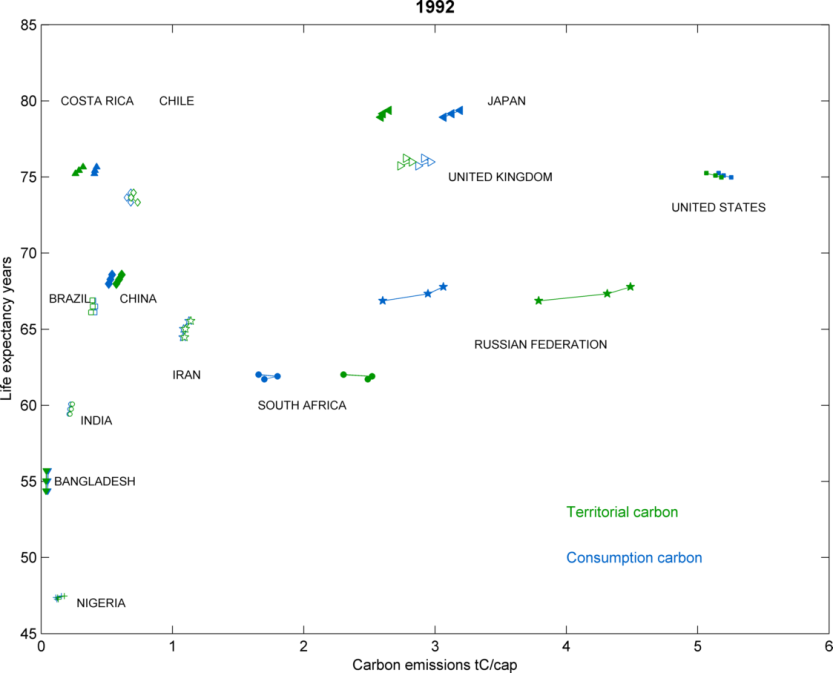 1992
85
80
75
70
65
60
55
50
45
Life expectancy years
COSTA RICA
CHILE
JAPAN
UNITED KINGDOM
UNITED STATES
BRAZIL
CHINA
RUSSIAN FEDERATION
IRAN
SOUTH AFRICA
INDIA
BANGLADESH
Territorial carbon
Consumption carbon
NIGERIA
0 1 2 3 4 5 6
Carbon emissions tC/cap